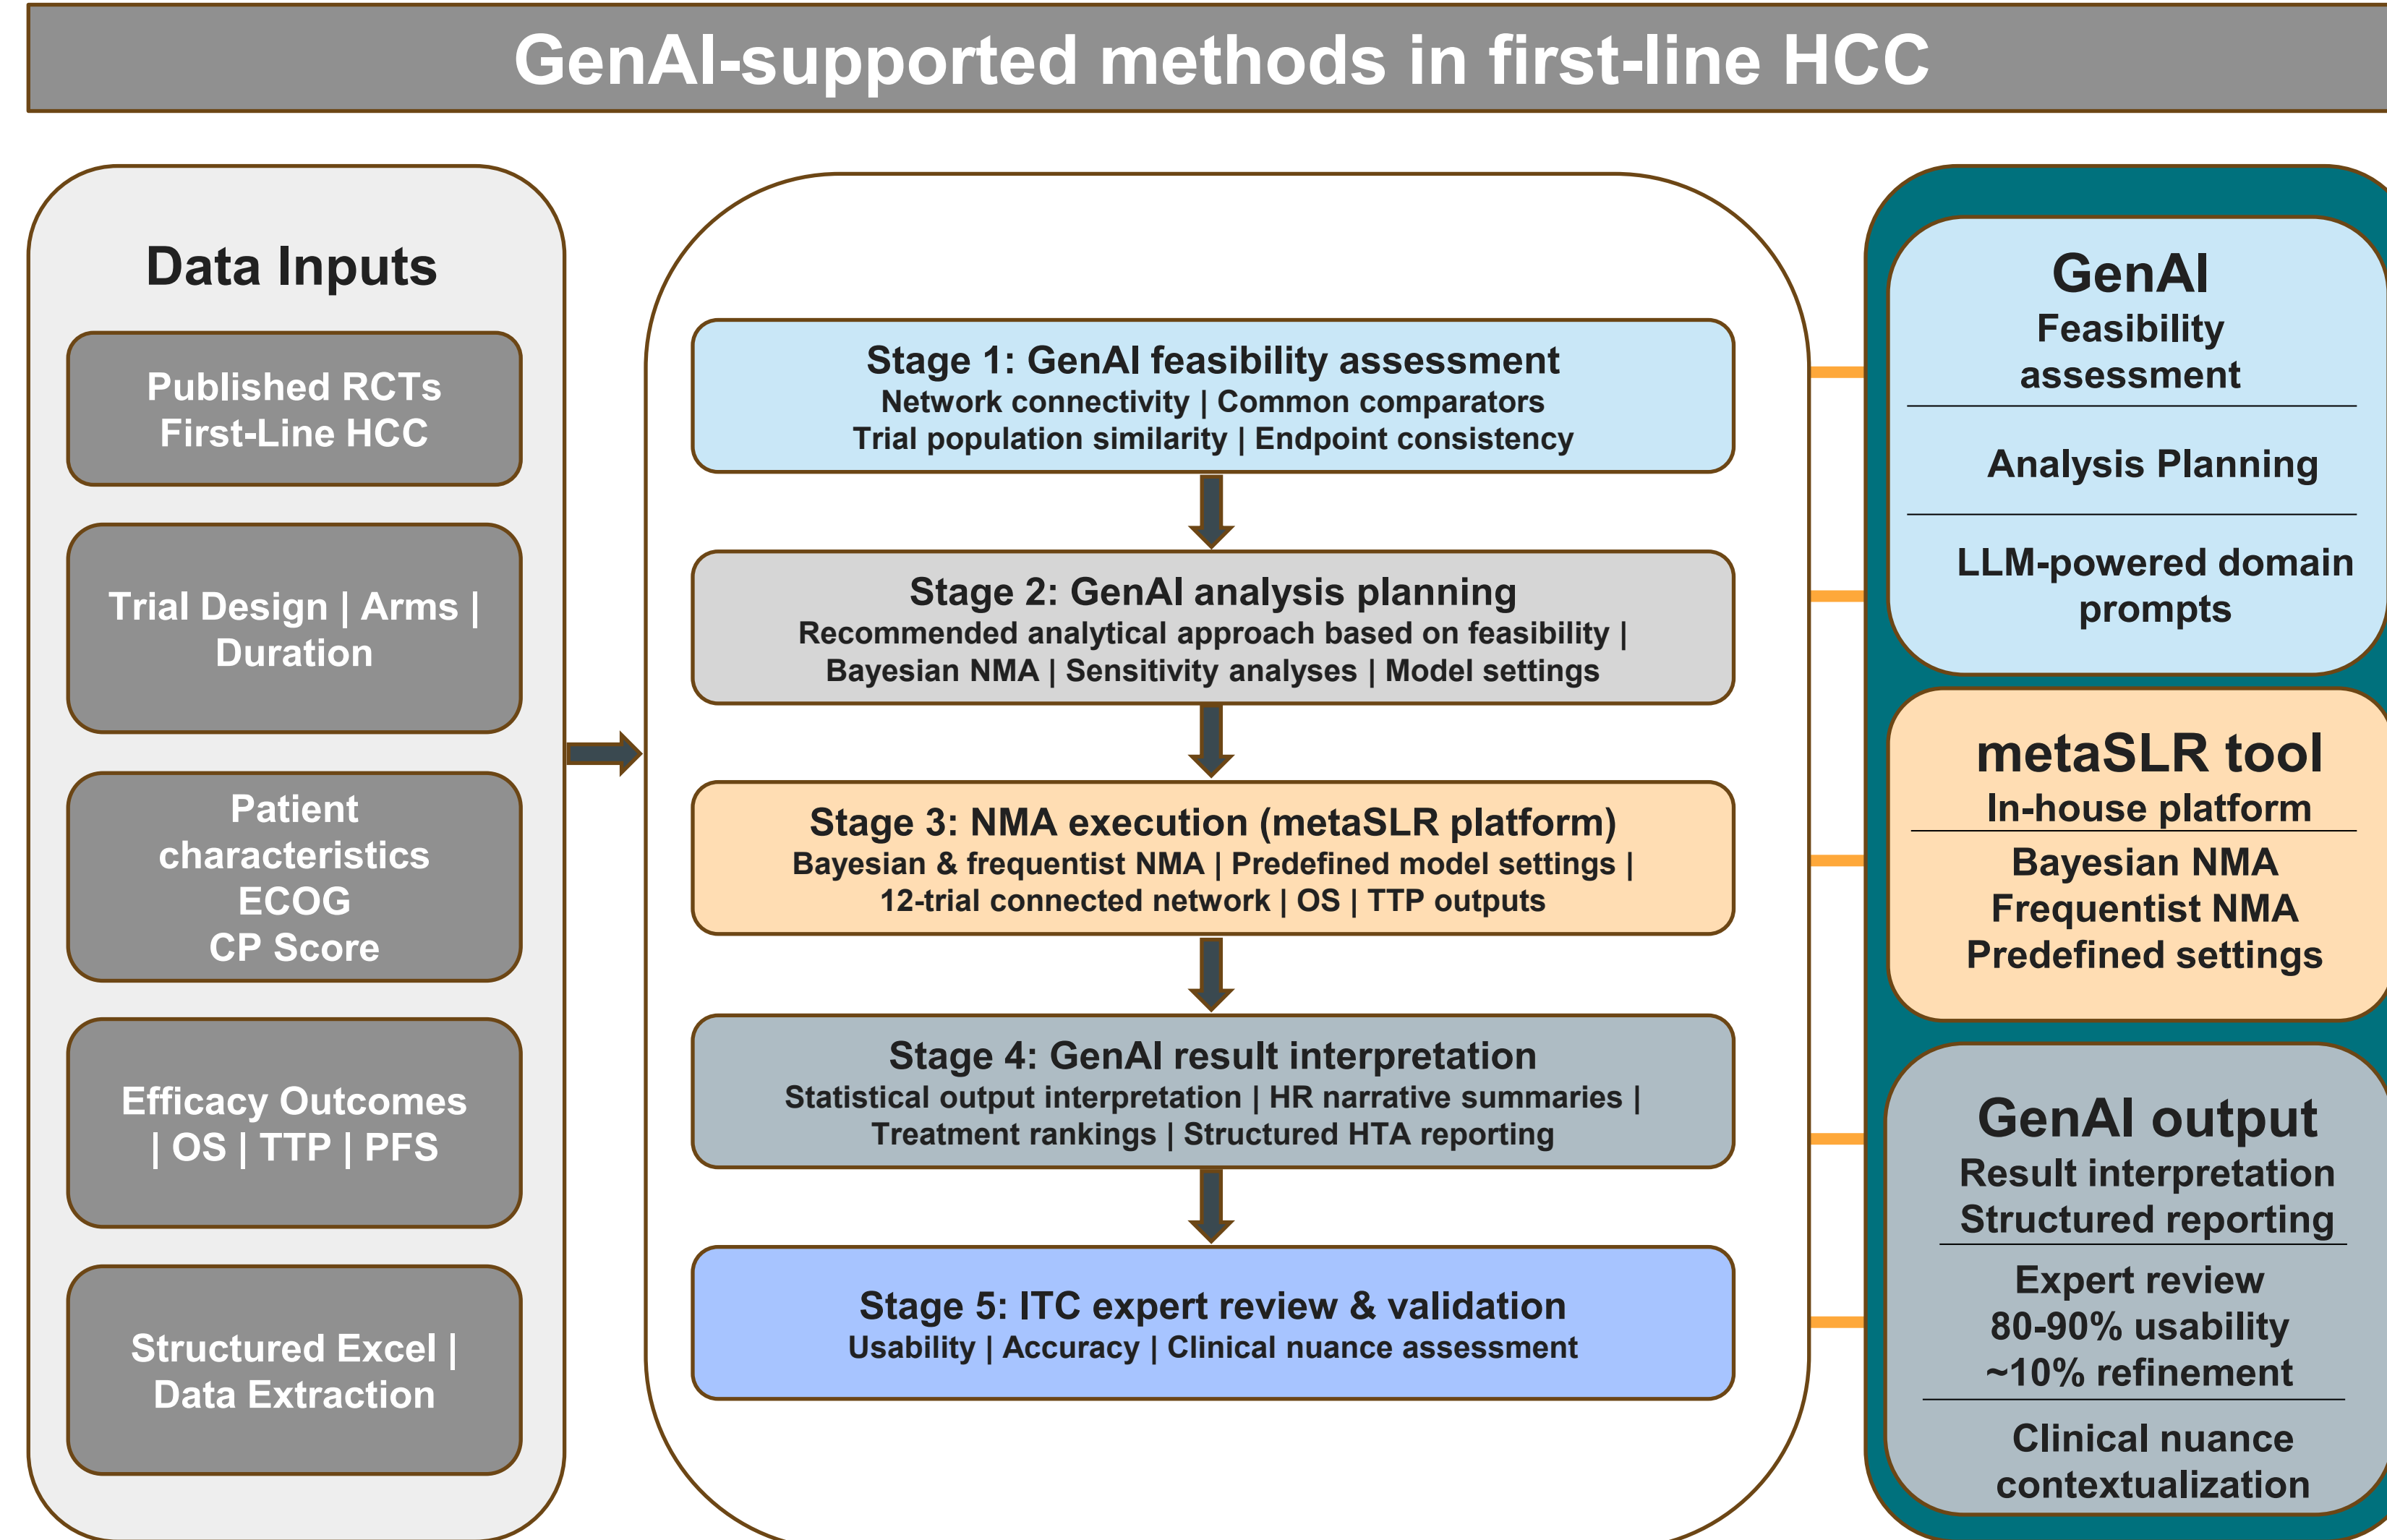 GenAI-supported methods in first-line HCC
Data Inputs
Published RCTs
First-Line HCC
Trial Design | Arms |
Duration
Patient
characteristics
ECOG
CP Score
Efficacy Outcomes
| OS | TTP | PFS
Structured Excel |
Data Extraction
Stage 1: GenAI feasibility assessment
Network connectivity | Common comparators
Trial population similarity | Endpoint consistency
Stage 2: GenAI analysis planning
Recommended analytical approach based on feasibility |
Bayesian NMA | Sensitivity analyses | Model settings
Stage 3: NMA execution (metaSLR platform)
Bayesian & frequentist NMA | Predefined model settings |
12-trial connected network | OS | TTP outputs
Stage 4: GenAI result interpretation
Statistical output interpretation | HR narrative summaries |
Treatment rankings | Structured HTA reporting
Stage 5: ITC expert review & validation
Usability | Accuracy | Clinical nuance assessment
GenAI
Feasibility
assessment
Analysis Planning
LLM-powered domain
prompts
metaSLR tool
In-house platform
Bayesian NMA
Frequentist NMA
Predefined settings
GenAI output
Result interpretation
Structured reporting
Expert review
80-90% usability
~10% refinement
Clinical nuance
contextualization